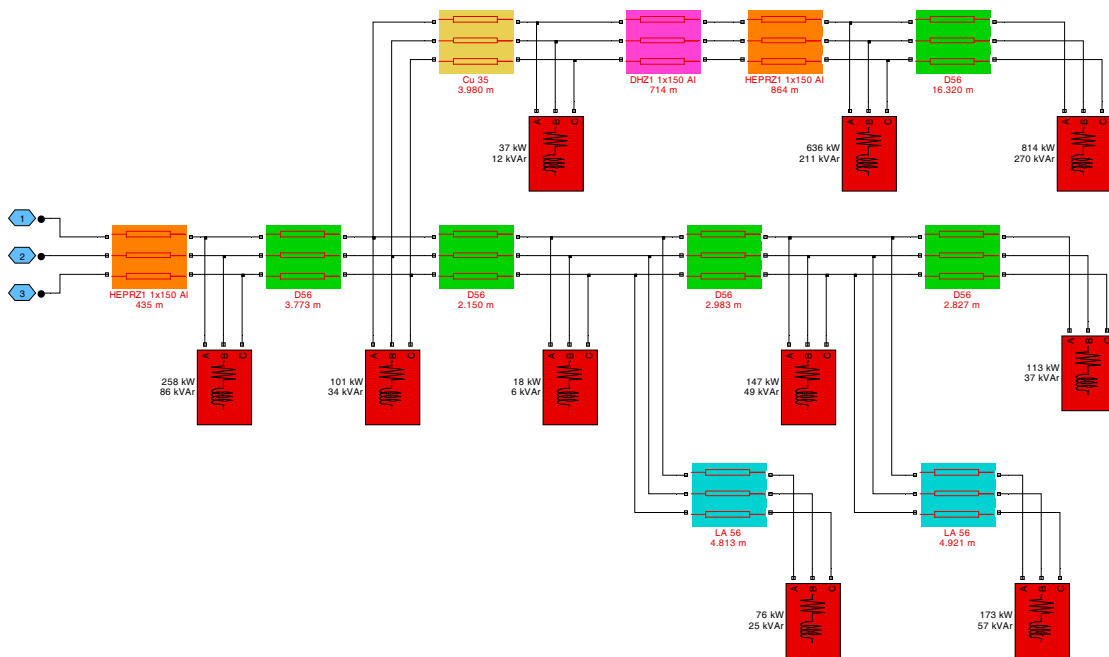 Cu 35
3.980 m
DHZ1 1x150 Al
714 m
HEPRZ1 1x150 Al
864 m
D56
16.320 m
A B C
37 kW
12 kVAr
A B C
636 kW
211 kVAr
A B C
814 kW
270 kVAr
1
2
3
HEPRZ1 1x150 Al
435 m
D56
3.773 m
D56
2.150 m
D56
2.983 m
D56
2.827 m
A B C
258 kW
86 kVAr
A B C
101 kW
34 kVAr
A B C
18 kW
6 kVAr
A B C
147 kW
49 kVAr
A B C
113 kW
37 kVAr
LA 56
4.813 m
LA 56
4.921 m
A B C
76 kW
25 kVAr
A B C
173 kW
57 kVAr